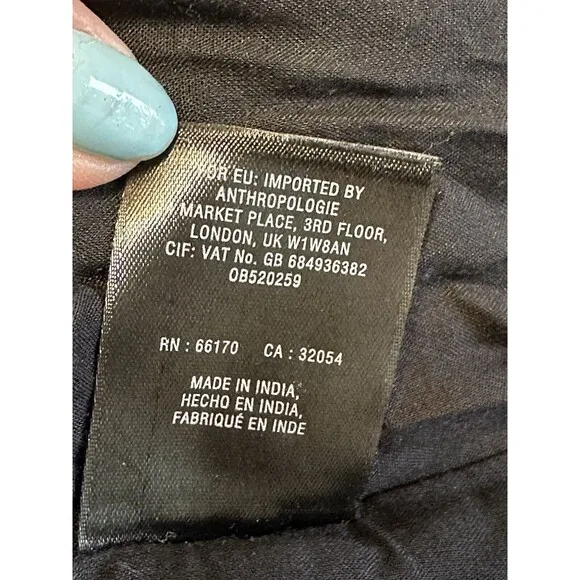 OR EU: IMPORTED BY
ANTHROPOLOGIE
MARKET PLACE, 3RD FLOOR,
LONDON, UK W1W8AN
CIF: VAT No. GB 684936382
OB520259
RN : 66170 CA : 32054
MADE IN INDIA,
HECHO EN INDIA,
FABRIQUÉ EN INDE